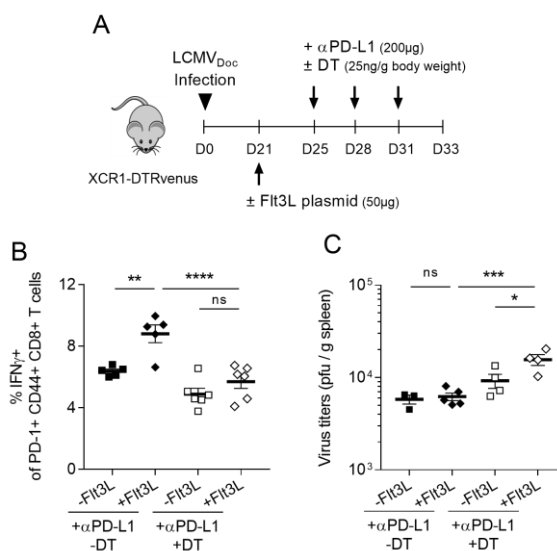 A
LCMVDoc
Infection
+ αPD-L1 (200µg)
± DT (25ng/g body weight)
D0 D21 D25 D28 D31 D33
XCR1-DTRvenus
± Flt3L plasmid (50µg)
B
** ****
ns
% IFNγ+
of PD-1+ CD44+ CD8+ T cells
12
8
4
0
-Flt3L +Flt3L -Flt3L +Flt3L
+αPD-L1 +αPD-L1
-DT +DT
C
ns ***
*
Virus titers (pfu / g spleen)
10⁵
10⁴
10³
-Flt3L +Flt3L -Flt3L +Flt3L
+αPD-L1 +αPD-L1
-DT +DT